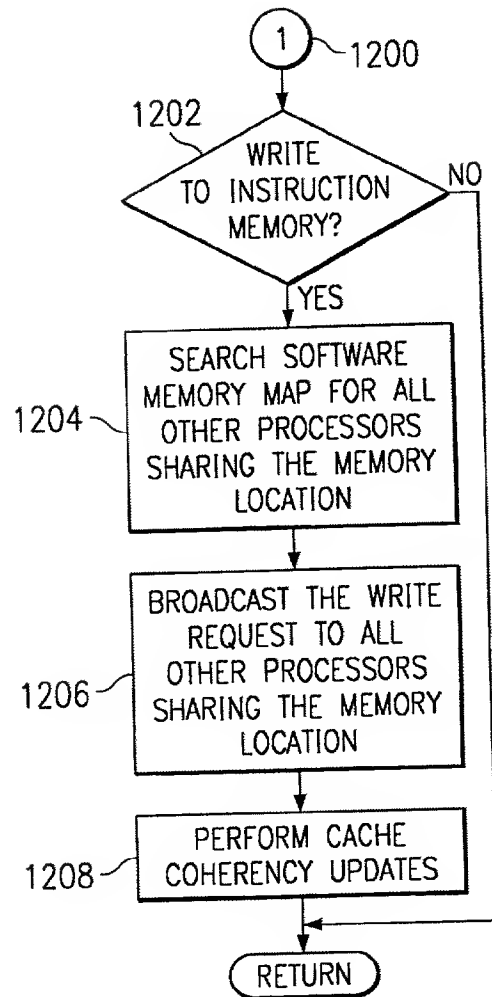 1
1200
1202
WRITE
TO INSTRUCTION
MEMORY?
NO
YES
1204
SEARCH SOFTWARE
MEMORY MAP FOR ALL
OTHER PROCESSORS
SHARING THE MEMORY
LOCATION
1206
BROADCAST THE WRITE
REQUEST TO ALL
OTHER PROCESSORS
SHARING THE MEMORY
LOCATION
1208
PERFORM CACHE
COHERENCY UPDATES
RETURN